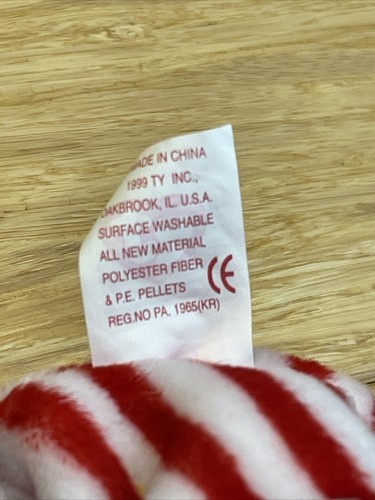 MADE IN CHINA
1999 TY INC.,
OAKBROOK, IL. U.S.A.
SURFACE WASHABLE
ALL NEW MATERIAL
POLYESTER FIBER
& P.E. PELLETS
REG.NO PA. 1965(KR)
CE